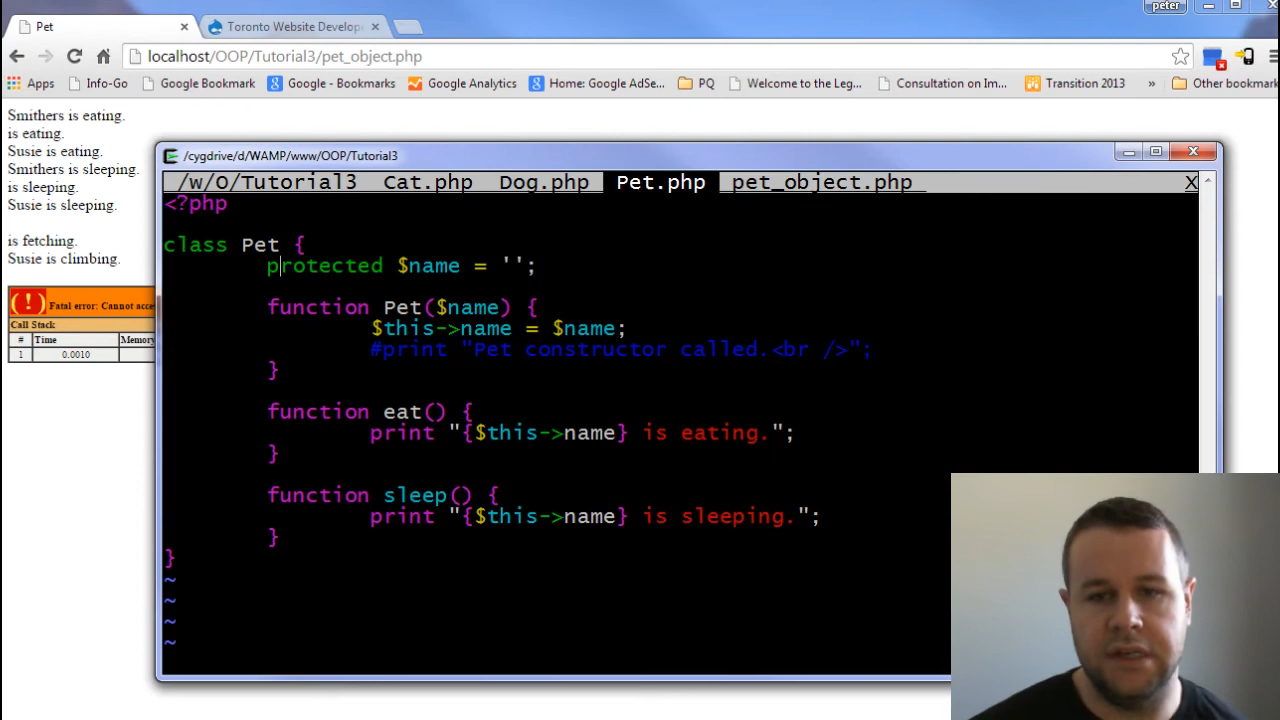 peter
Pet
Toronto Website Develop
localhost/OOP/Tutorial3/pet_object.php
Apps Info-Go Google Bookmark Google - Bookmarks Google Analytics Home: Google AdSe... PQ Welcome to the Leg... Consultation on Im... Transition 2013 » Other bookmark
Smithers is eating.
is eating.
Susie is eating.
Smithers is sleeping.
is sleeping.
Susie is sleeping.
is fetching.
Susie is climbing.
( ! ) Fatal error: Cannot acce
Call Stack
# Time Memor
1 0.0010
/cygdrive/d/WAMP/www/OOP/Tutorial3
/w/O/Tutorial3 Cat.php Dog.php Pet.php pet_object.php X
<?php
class Pet {
protected $name = '';
function Pet($name) {
$this->name = $name;
#print "Pet constructor called.<br />";
}
function eat() {
print "{$this->name} is eating.";
}
function sleep() {
print "{$this->name} is sleeping.";
}
}
~
~
~
~